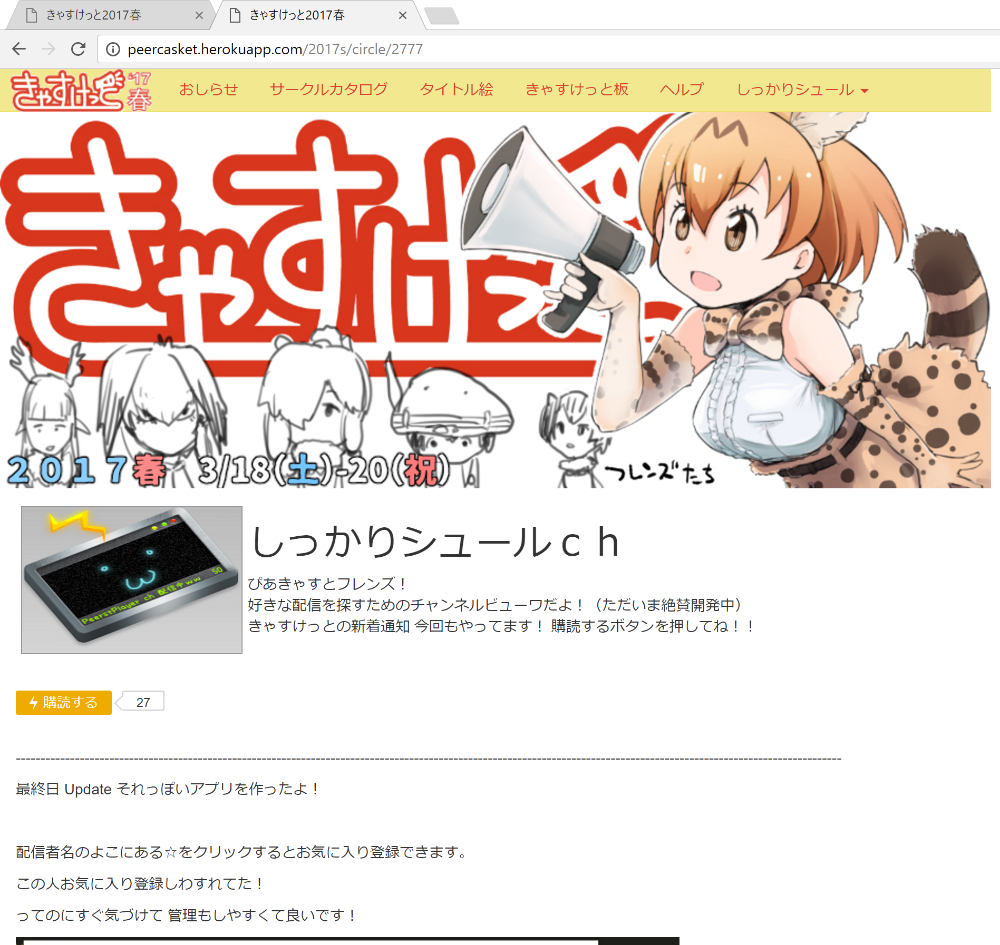 きゃすけっと2017春
きゃすけっと2017春
peercasket.herokuapp.com/2017s/circle/2777
きゃすけっと '17 春
おしらせ サークルカタログ タイトル絵 きゃすけっと板 ヘルプ しっかりシュール
きゃすけっ
2017春 3/18(土)-20(祝)
フレンズたち
PeerstPlayer ch 配信中ww 50
しっかりシュールｃｈ
ぴあきゃすとフレンズ！
好きな配信を探すためのチャンネルビューワだよ！（ただいま絶賛開発中）
きゃすけっとの新着通知 今回もやってます！ 購読するボタンを押してね！！
購読する 27
最終日 Update それっぽいアプリを作ったよ！
配信者名のよこにある☆をクリックするとお気に入り登録できます。
この人お気に入り登録しわすれてた！
ってのにすぐ気づけて 管理もしやすくて良いです！